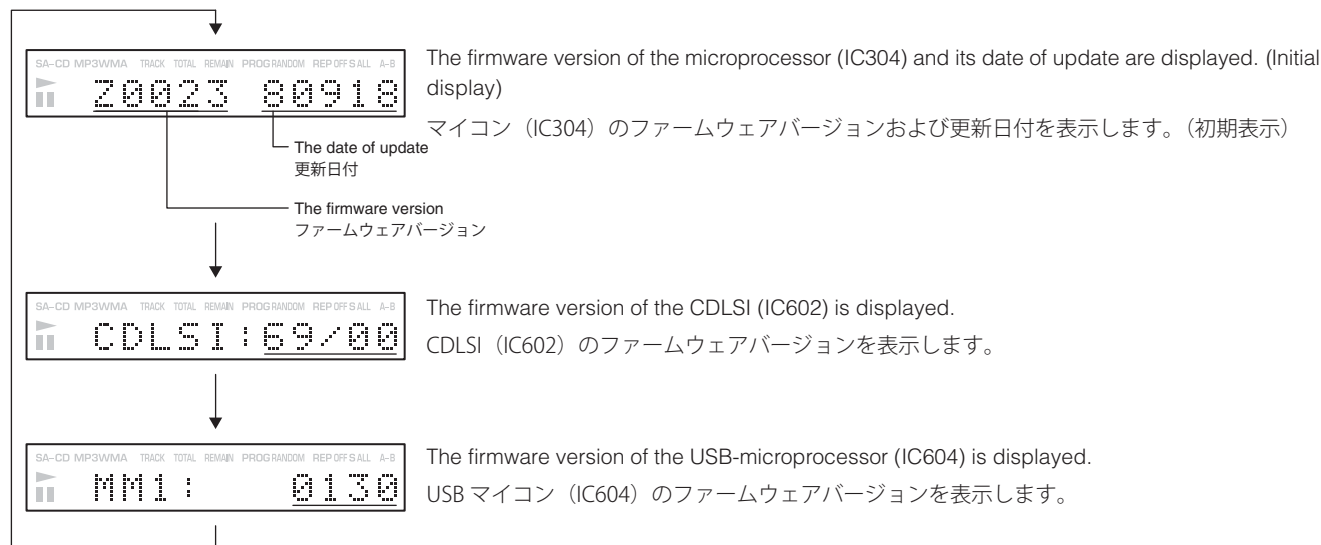 SA-CD MP3WMA TRACK TOTAL REMAIN PROGRANDOM REP OFF S ALL A-B
Z0023 80918
The firmware version of the microprocessor (IC304) and its date of update are displayed. (Initial
display)
マイコン（IC304）のファームウェアバージョンおよび更新日付を表示します。（初期表示）
The date of update
更新日付
The firmware version
ファームウェアバージョン
SA-CD MP3WMA TRACK TOTAL REMAIN PROGRANDOM REP OFF S ALL A-B
CDLSI:69/00
The firmware version of the CDLSI (IC602) is displayed.
CDLSI（IC602）のファームウェアバージョンを表示します。
SA-CD MP3WMA TRACK TOTAL REMAIN PROGRANDOM REP OFF S ALL A-B
MM1: 0130
The firmware version of the USB-microprocessor (IC604) is displayed.
USB マイコン（IC604）のファームウェアバージョンを表示します。